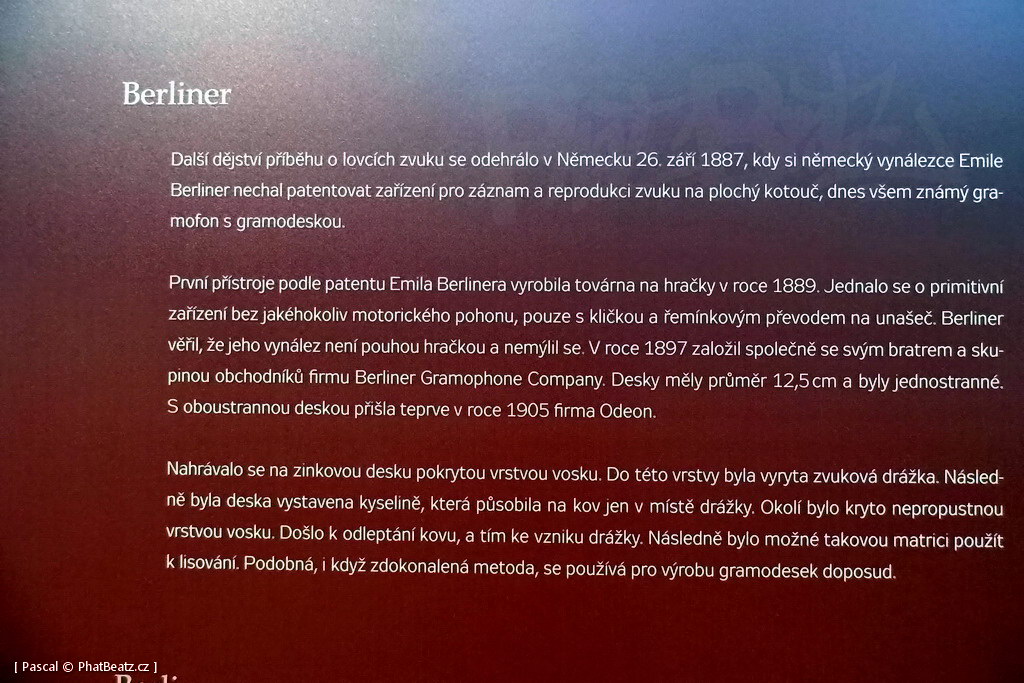 Berliner
Další dějství příběhu o lovcích zvuku se odehrálo v Německu 26. září 1887, kdy si německý vynálezce Emile
Berliner nechal patentovat zařízení pro záznam a reprodukci zvuku na plochý kotouč, dnes všem známý gra-
mofon s gramodeskou.
První přístroje podle patentu Emila Berlinera vyrobila továrna na hračky v roce 1889. Jednalo se o primitivní
zařízení bez jakéhokoliv motorického pohonu, pouze s kličkou a řemínkovým převodem na unašeč. Berliner
věřil, že jeho vynález není pouhou hračkou a nemýlil se. V roce 1897 založil společně se svým bratrem a sku-
pinou obchodníků firmu Berliner Gramophone Company. Desky měly průměr 12,5 cm a byly jednostranné.
S oboustrannou deskou přišla teprve v roce 1905 firma Odeon.
Nahrávalo se na zinkovou desku pokrytou vrstvou vosku. Do této vrstvy byla vyryta zvuková drážka. Násled-
ně byla deska vystavena kyselině, která působila na kov jen v místě drážky. Okolí bylo kryto nepropustnou
vrstvou vosku. Došlo k odleptání kovu, a tím ke vzniku drážky. Následně bylo možné takovou matrici použít
k lisování. Podobná, i když zdokonalená metoda, se používá pro výrobu gramodesek doposud.
[ Pascal © PhatBeatz.cz ]